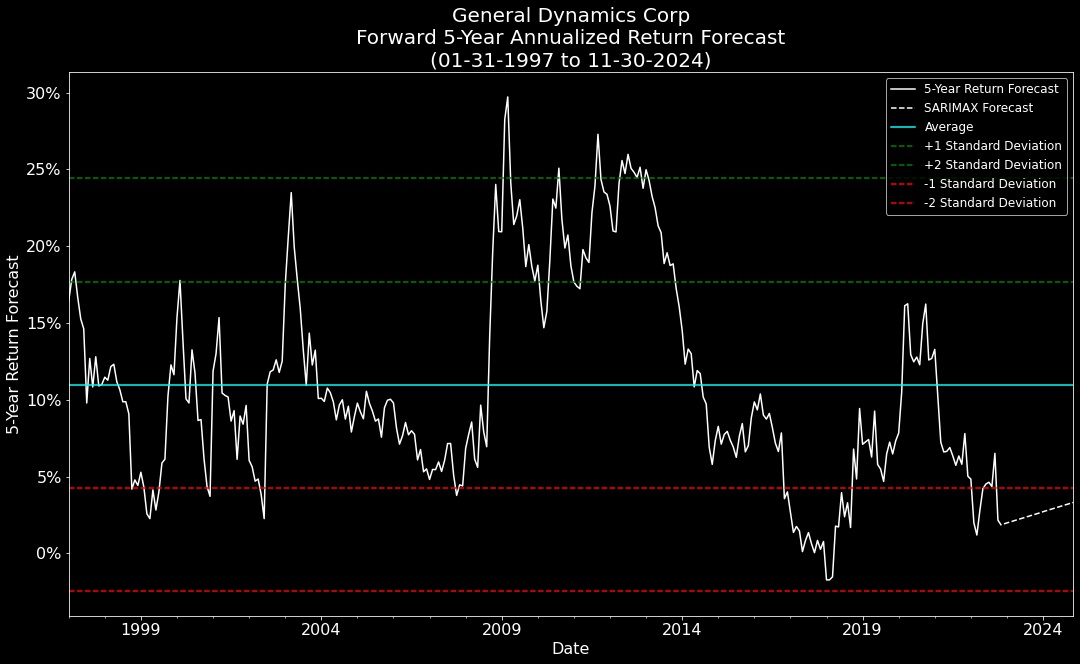 General Dynamics Corp
Forward 5-Year Annualized Return Forecast
(01-31-1997 to 11-30-2024)
5-Year Return Forecast
SARIMAX Forecast
Average
+1 Standard Deviation
+2 Standard Deviation
-1 Standard Deviation
-2 Standard Deviation
5-Year Return Forecast
30%
25%
20%
15%
10%
5%
0%
1999
2004
2009
2014
2019
2024
Date